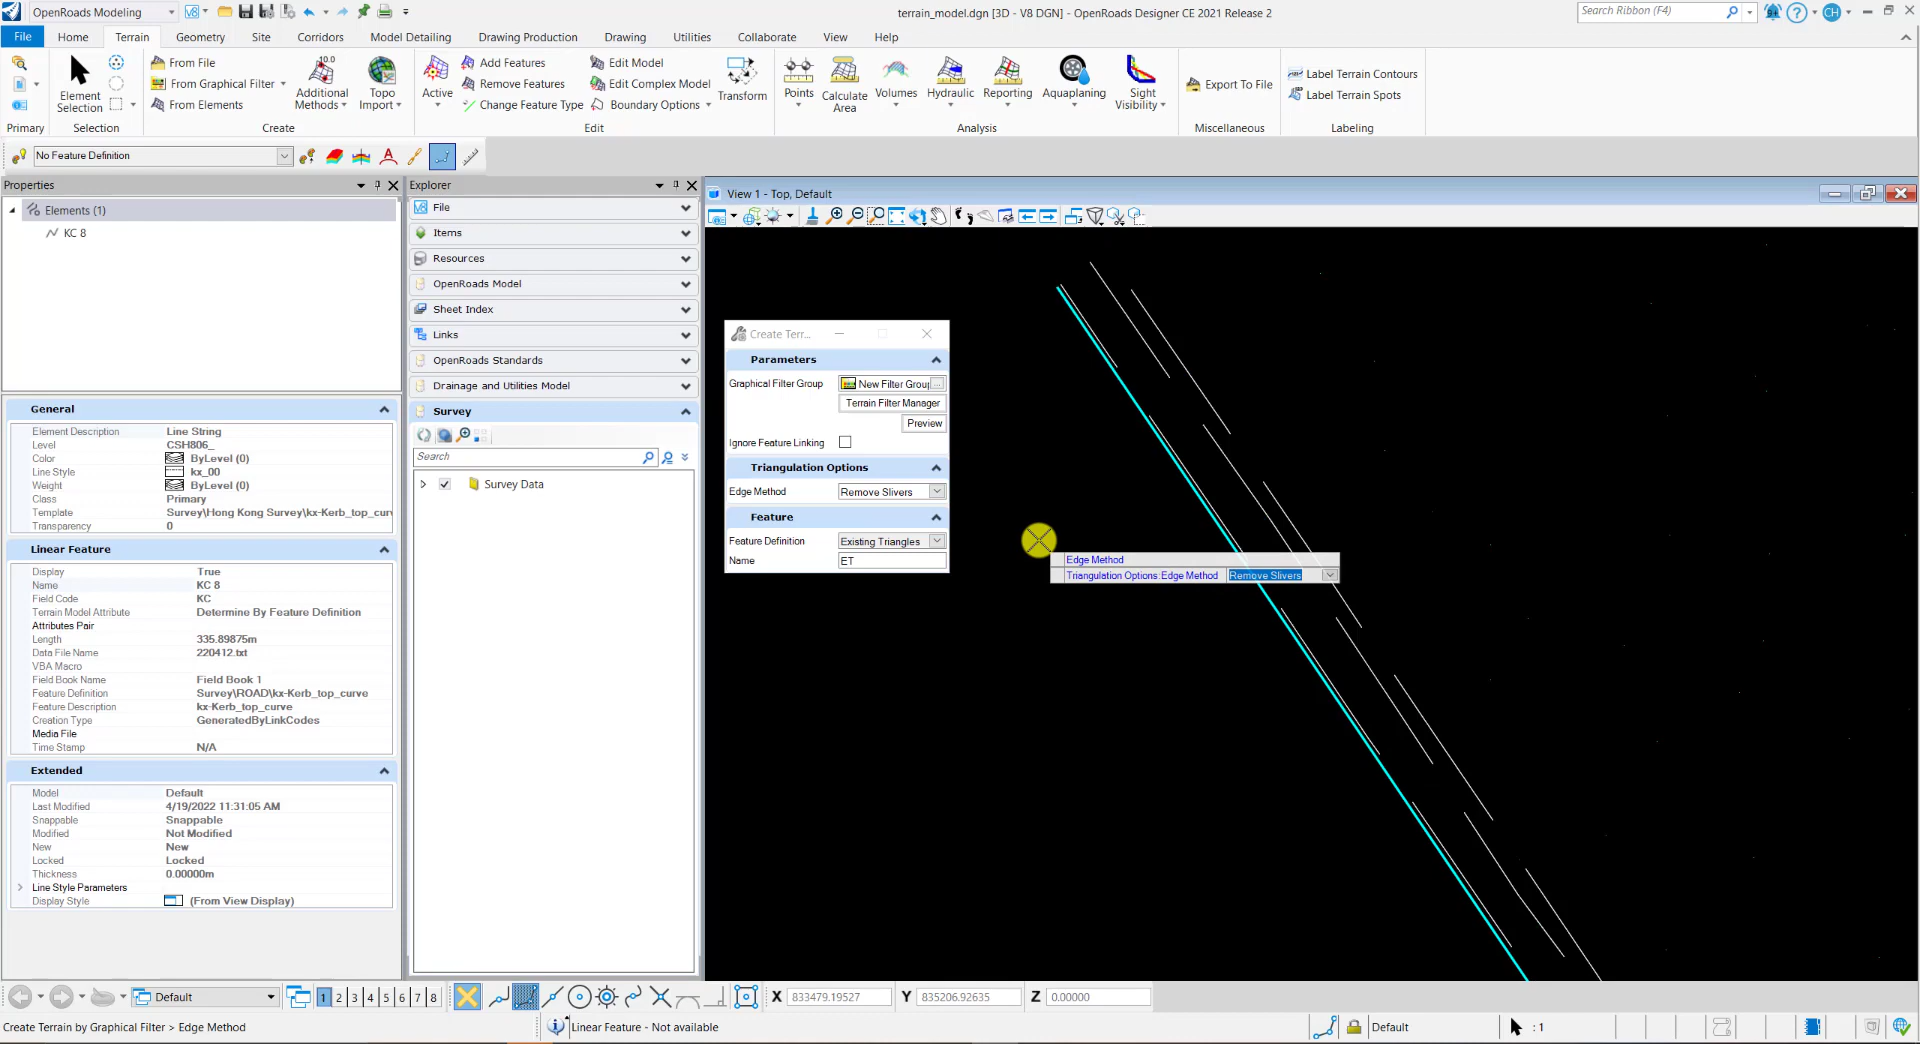 OpenRoads Modeling
terrain_model.dgn [3D - V8 DGN] - OpenRoads Designer CE 2021 Release 2
Search Ribbon (F4)
CH
File Home Terrain Geometry Site Corridors Model Detailing Drawing Production Drawing Utilities Collaborate View Help
Element Selection
From File
From Graphical Filter
From Elements
Additional Methods
Topo Import
Active
Add Features
Remove Features
Change Feature Type
Edit Model
Edit Complex Model
Boundary Options
Transform
Points
Calculate Area
Volumes
Hydraulic
Reporting
Aquaplaning
Sight Visibility
Export To File
Label Terrain Contours
Label Terrain Spots
Primary Selection Create Edit Analysis Miscellaneous Labeling
No Feature Definition
Properties
Elements (1)
KC 8
General
Element Description Line String
Level CSH806_
Color ByLevel (0)
Line Style kx_00
Weight ByLevel (0)
Class Primary
Template Survey\Hong Kong Survey\kx-Kerb_top_curv
Transparency 0
Linear Feature
Display True
Name KC 8
Field Code KC
Terrain Model Attribute Determine By Feature Definition
Attributes Pair
Length 335.89875m
Data File Name 220412.txt
VBA Macro
Field Book Name Field Book 1
Feature Definition Survey\ROAD\kx-Kerb_top_curve
Feature Description kx-Kerb_top_curve
Creation Type GeneratedByLinkCodes
Media File
Time Stamp N/A
Extended
Model Default
Last Modified 4/19/2022 11:31:05 AM
Snappable Snappable
Modified Not Modified
New New
Locked Locked
Thickness 0.00000m
Line Style Parameters
Display Style (From View Display)
Explorer
File
Items
Resources
OpenRoads Model
Sheet Index
Links
OpenRoads Standards
Drainage and Utilities Model
Survey
Search
Survey Data
View 1 - Top, Default
Create Terr...
Parameters
Graphical Filter Group New Filter Group ...
Terrain Filter Manager
Preview
Ignore Feature Linking
Triangulation Options
Edge Method Remove Slivers
Feature
Feature Definition Existing Triangles
Name ET
Edge Method
Triangulation Options:Edge Method Remove Slivers
Default 1 2 3 4 5 6 7 8 X 833479.19527 Y 835206.92635 Z 0.00000
Create Terrain by Graphical Filter > Edge Method Linear Feature - Not available Default : 1